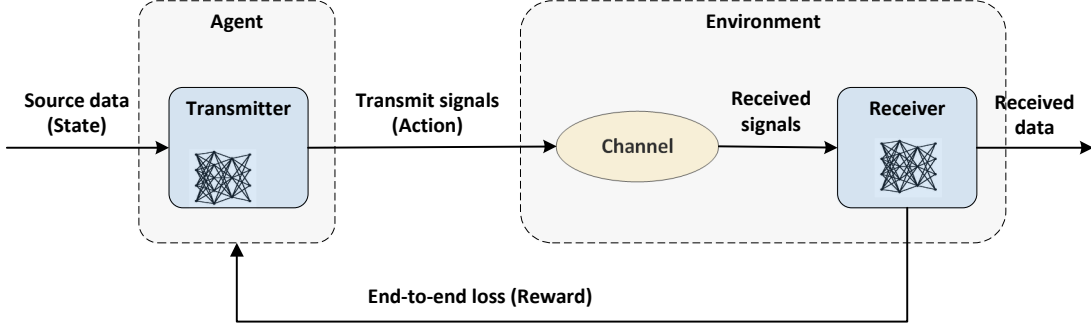 Agent
Environment
Source data
(State)
Transmitter
Transmit signals
(Action)
Channel
Received
signals
Receiver
Received
data
End-to-end loss (Reward)